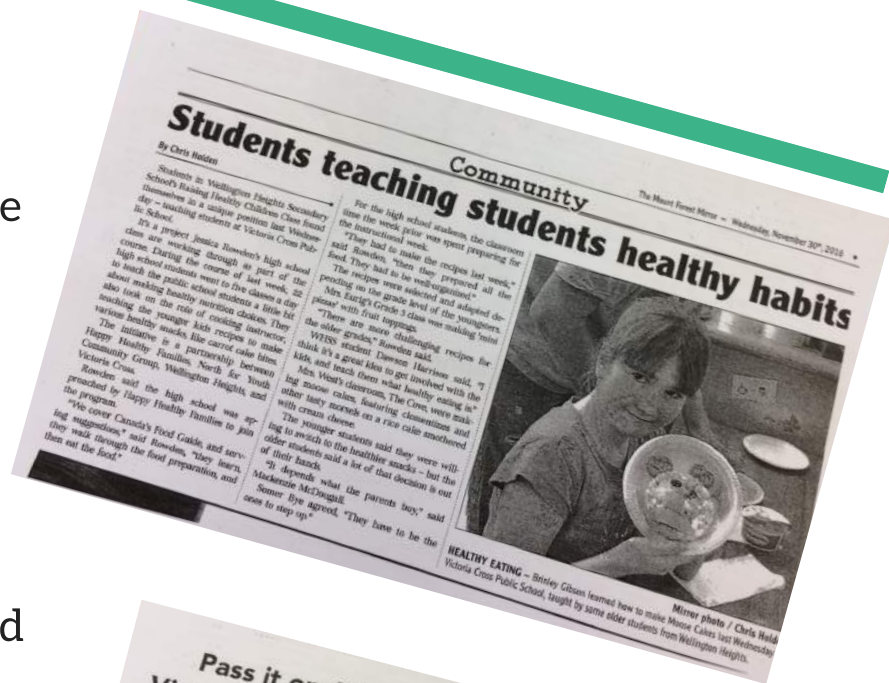 e
d
Community
The Mount Forest Mirror – Wednesday, November 30th, 2016 •
Students teaching students healthy habits
By Chris Holden
Students in Wellington Heights Secondary
School's Raising Healthy Children Class found
themselves in a unique position last Wednes-
day – teaching students at Victoria Cross Pub-
lic School.
It's a project Jessica Rowden's high school
class are working through as part of the
course. During the course of last week, 22
high school students went to five classes a day
to teach the public school students a little bit
about making healthy nutrition choices. They
also took on the role of cooking instructor,
teaching the younger kids recipes to make
various healthy snacks, like carrot cake bites.
The initiative is a partnership between
Happy Healthy Families, North for Youth
Community Group, Wellington Heights, and
Victoria Cross.
Rowden said the high school was ap-
proached by Happy Healthy Families to join
the program.
"We cover Canada's Food Guide, and serv-
ing suggestions," said Rowden, "they learn,
they walk through the food preparation, and
then eat the food."
For the high school students, the classroom
time the week prior was spent preparing for
the instructional week.
"They had to make the recipes last week,"
said Rowden, "then they prepared all the
food. They had to be well-organized."
The recipes were selected and adapted de-
pending on the grade level of the youngsters.
Mrs. Eurig's Grade 3 class was making 'mini
pizzas' with fruit toppings.
"There are more challenging recipes for
the older grades," Rowden said.
WHSS student Dawson Harrison said, "I
think it's a great idea to get involved with the
kids, and teach them what healthy eating is."
Mrs. West's classroom, The Cove, were mak-
ing moose cakes, featuring clementines and
other tasty morsels on a rice cake smothered
with cream cheese.
The younger students said they were will-
ing to switch to the healthier snacks – but the
older students said a lot of that decision is out
of their hands.
"It depends what the parents buy," said
Mackenzie McDougall.
Somer Bye agreed, "They have to be the
ones to step up."
Mirror photo / Chris Hold
HEALTHY EATING – Brinley Gibson learned how to make Moose Cakes last Wednesday
Victoria Cross Public School, taught by some older students from Wellington Heights.
Pass it on